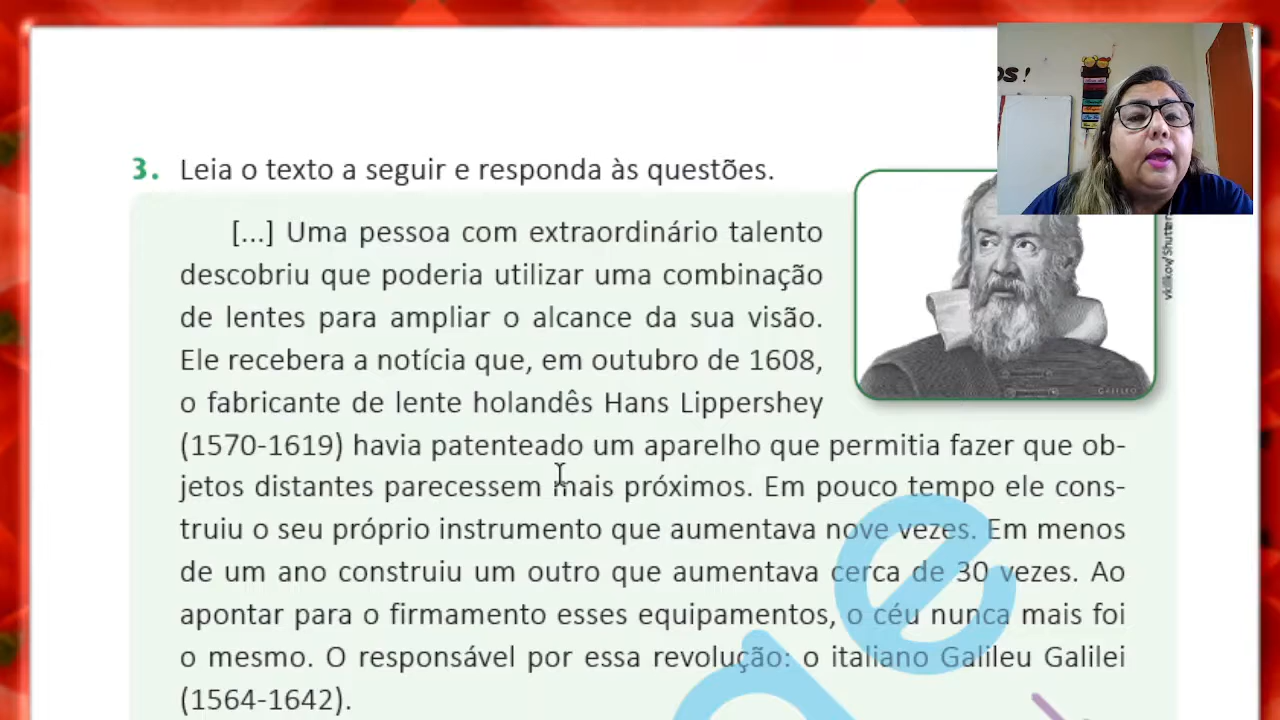 OS!
3. Leia o texto a seguir e responda às questões.
[...] Uma pessoa com extraordinário talento
descobriu que poderia utilizar uma combinação
de lentes para ampliar o alcance da sua visão.
Ele recebera a notícia que, em outubro de 1608,
o fabricante de lente holandês Hans Lippershey
(1570-1619) havia patenteado um aparelho que permitia fazer que ob-
jetos distantes parecessem mais próximos. Em pouco tempo ele cons-
truiu o seu próprio instrumento que aumentava nove vezes. Em menos
de um ano construiu um outro que aumentava cerca de 30 vezes. Ao
apontar para o firmamento esses equipamentos, o céu nunca mais foi
o mesmo. O responsável por essa revolução: o italiano Galileu Galilei
(1564-1642).
GALILEO